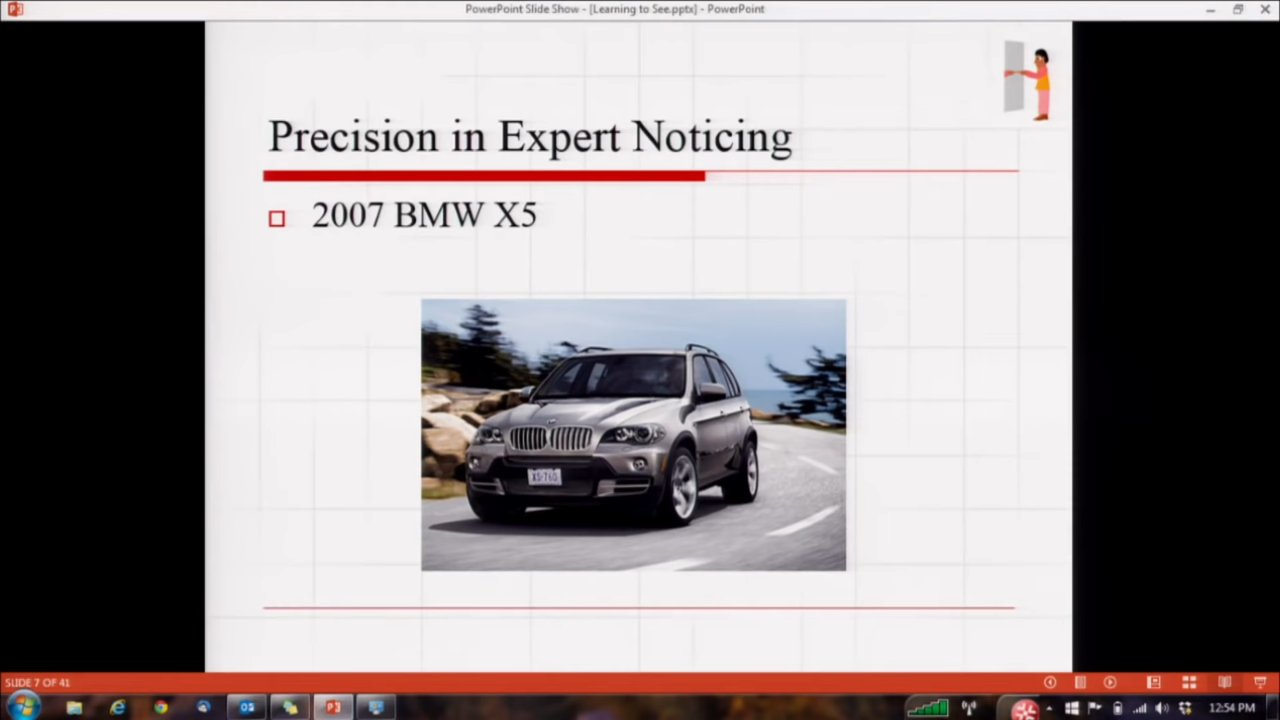 PowerPoint Slide Show - [Learning to See.pptx] - PowerPoint
Precision in Expert Noticing
2007 BMW X5
SLIDE 7 OF 41
12:54 PM